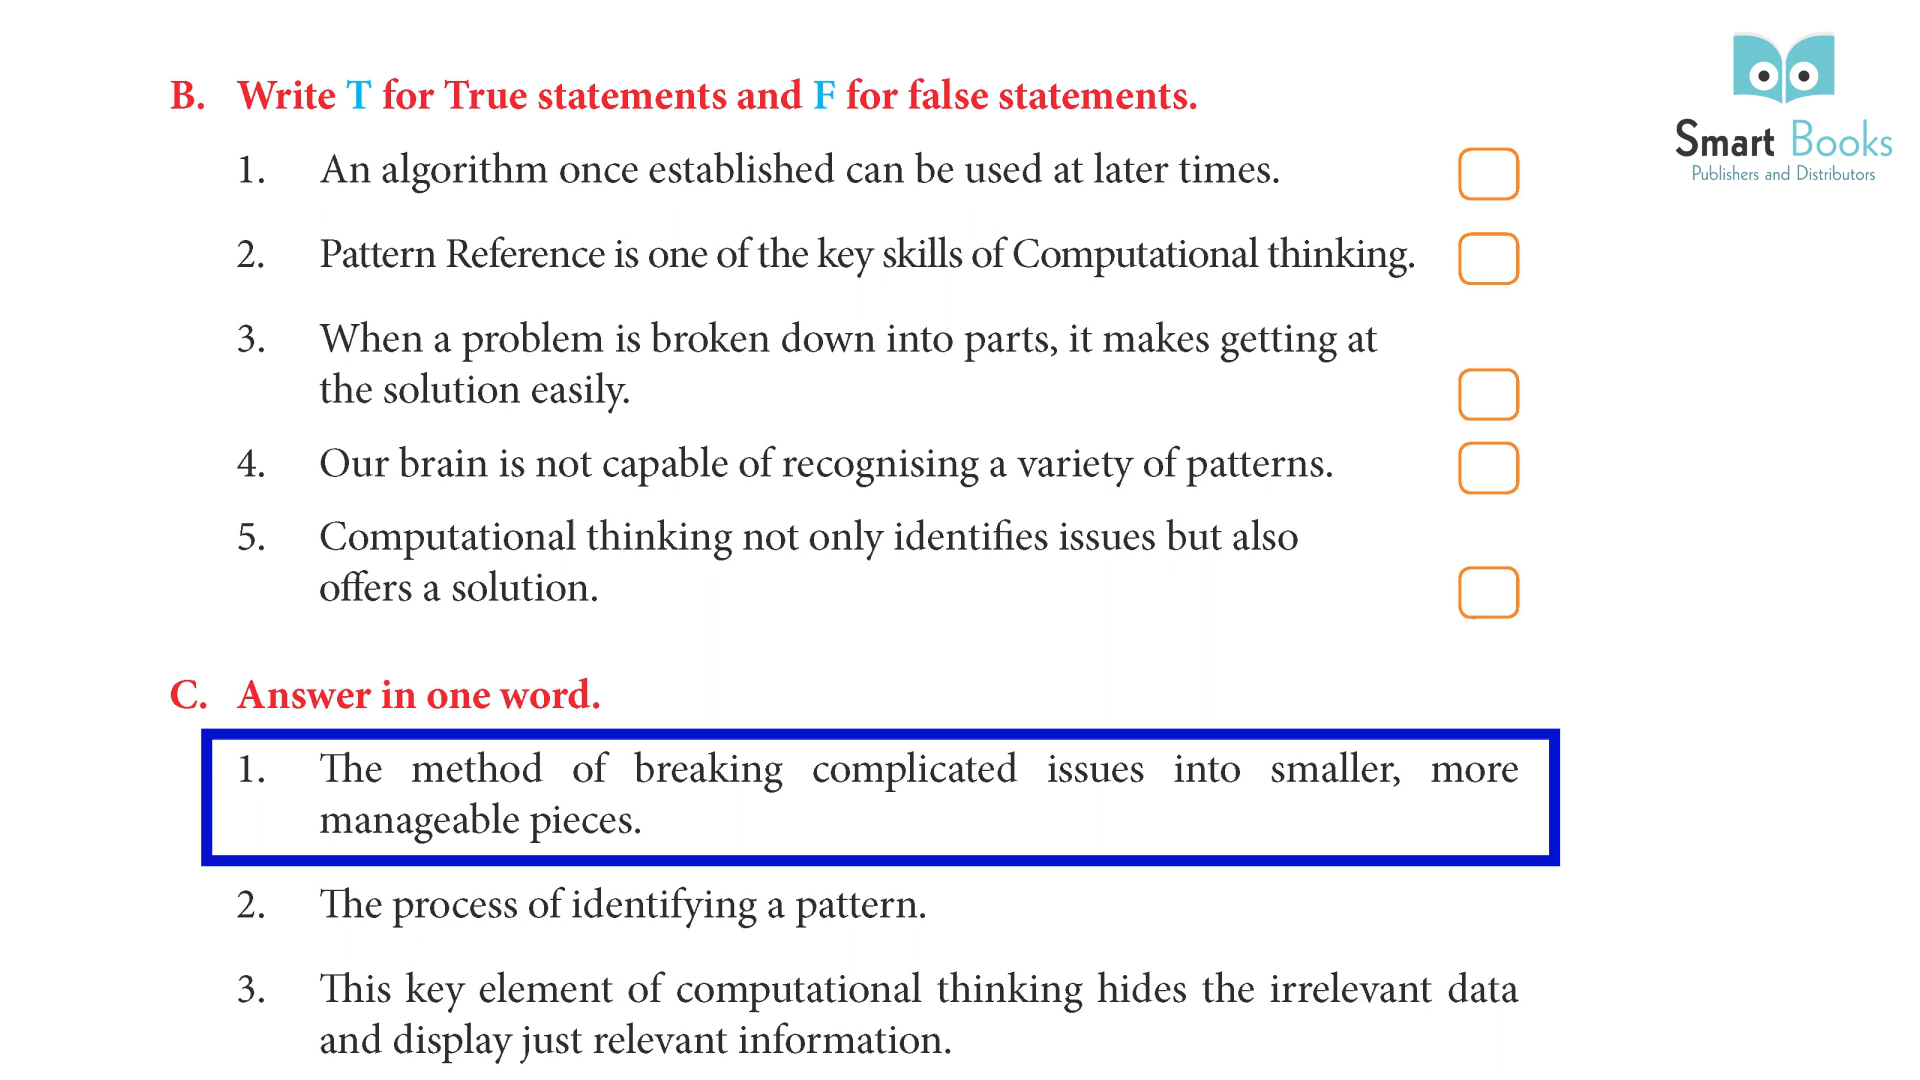 Smart Books
Publishers and Distributors
B. Write T for True statements and F for false statements.
1. An algorithm once established can be used at later times.
2. Pattern Reference is one of the key skills of Computational thinking.
3. When a problem is broken down into parts, it makes getting at
the solution easily.
4. Our brain is not capable of recognising a variety of patterns.
5. Computational thinking not only identifies issues but also
offers a solution.
C. Answer in one word.
1. The method of breaking complicated issues into smaller, more
manageable pieces.
2. The process of identifying a pattern.
3. This key element of computational thinking hides the irrelevant data
and display just relevant information.